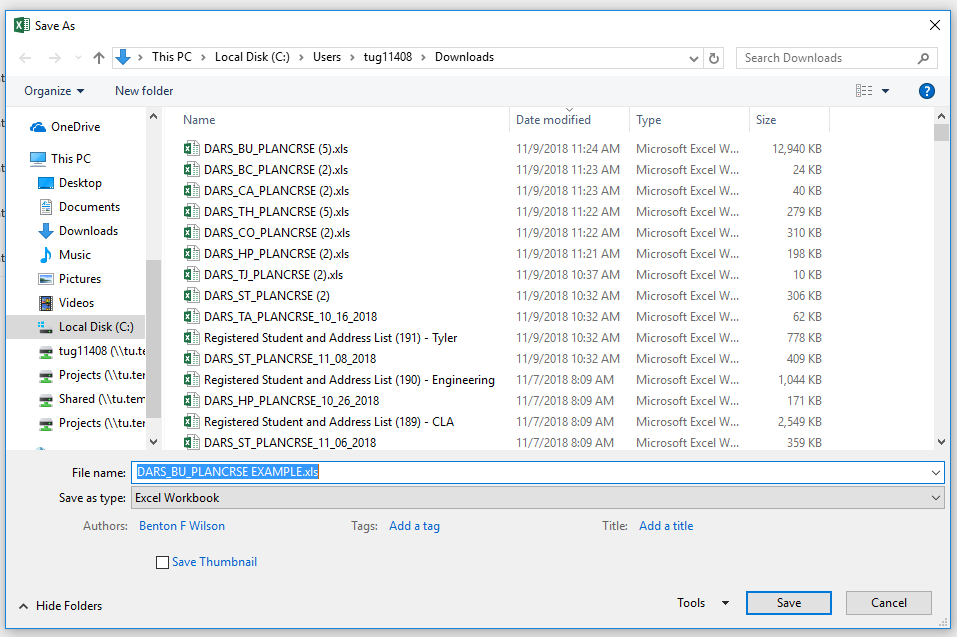 Save As
This PC > Local Disk (C:) > Users > tug11408 > Downloads
Search Downloads
Organize
New folder
OneDrive
This PC
Desktop
Documents
Downloads
Music
Pictures
Videos
Local Disk (C:)
tug11408 (\\tu.te
Projects (\\tu.ter
Shared (\\tu.tem
Projects (\\tu.ter
Name Date modified Type Size
DARS_BU_PLANCRSE (5).xls 11/9/2018 11:24 AM Microsoft Excel W... 12,940 KB
DARS_BC_PLANCRSE (2).xls 11/9/2018 11:23 AM Microsoft Excel W... 24 KB
DARS_CA_PLANCRSE (2).xls 11/9/2018 11:23 AM Microsoft Excel W... 40 KB
DARS_TH_PLANCRSE (5).xls 11/9/2018 11:22 AM Microsoft Excel W... 279 KB
DARS_CO_PLANCRSE (2).xls 11/9/2018 11:22 AM Microsoft Excel W... 310 KB
DARS_HP_PLANCRSE (2).xls 11/9/2018 11:21 AM Microsoft Excel W... 198 KB
DARS_TJ_PLANCRSE (2).xls 11/9/2018 10:37 AM Microsoft Excel W... 10 KB
DARS_ST_PLANCRSE (2) 11/9/2018 10:32 AM Microsoft Excel W... 306 KB
DARS_TA_PLANCRSE_10_16_2018 11/9/2018 10:32 AM Microsoft Excel W... 62 KB
Registered Student and Address List (191) - Tyler 11/9/2018 10:32 AM Microsoft Excel W... 778 KB
DARS_ST_PLANCRSE_11_08_2018 11/9/2018 10:32 AM Microsoft Excel W... 409 KB
Registered Student and Address List (190) - Engineering 11/7/2018 8:09 AM Microsoft Excel W... 1,044 KB
DARS_HP_PLANCRSE_10_26_2018 11/7/2018 8:09 AM Microsoft Excel W... 171 KB
Registered Student and Address List (189) - CLA 11/7/2018 8:09 AM Microsoft Excel W... 2,549 KB
DARS_ST_PLANCRSE_11_06_2018 11/7/2018 8:09 AM Microsoft Excel W... 359 KB
File name: DARS_BU_PLANCRSE EXAMPLE.xls
Save as type: Excel Workbook
Authors: Benton F Wilson Tags: Add a tag Title: Add a title
Save Thumbnail
Hide Folders
Tools
Save
Cancel